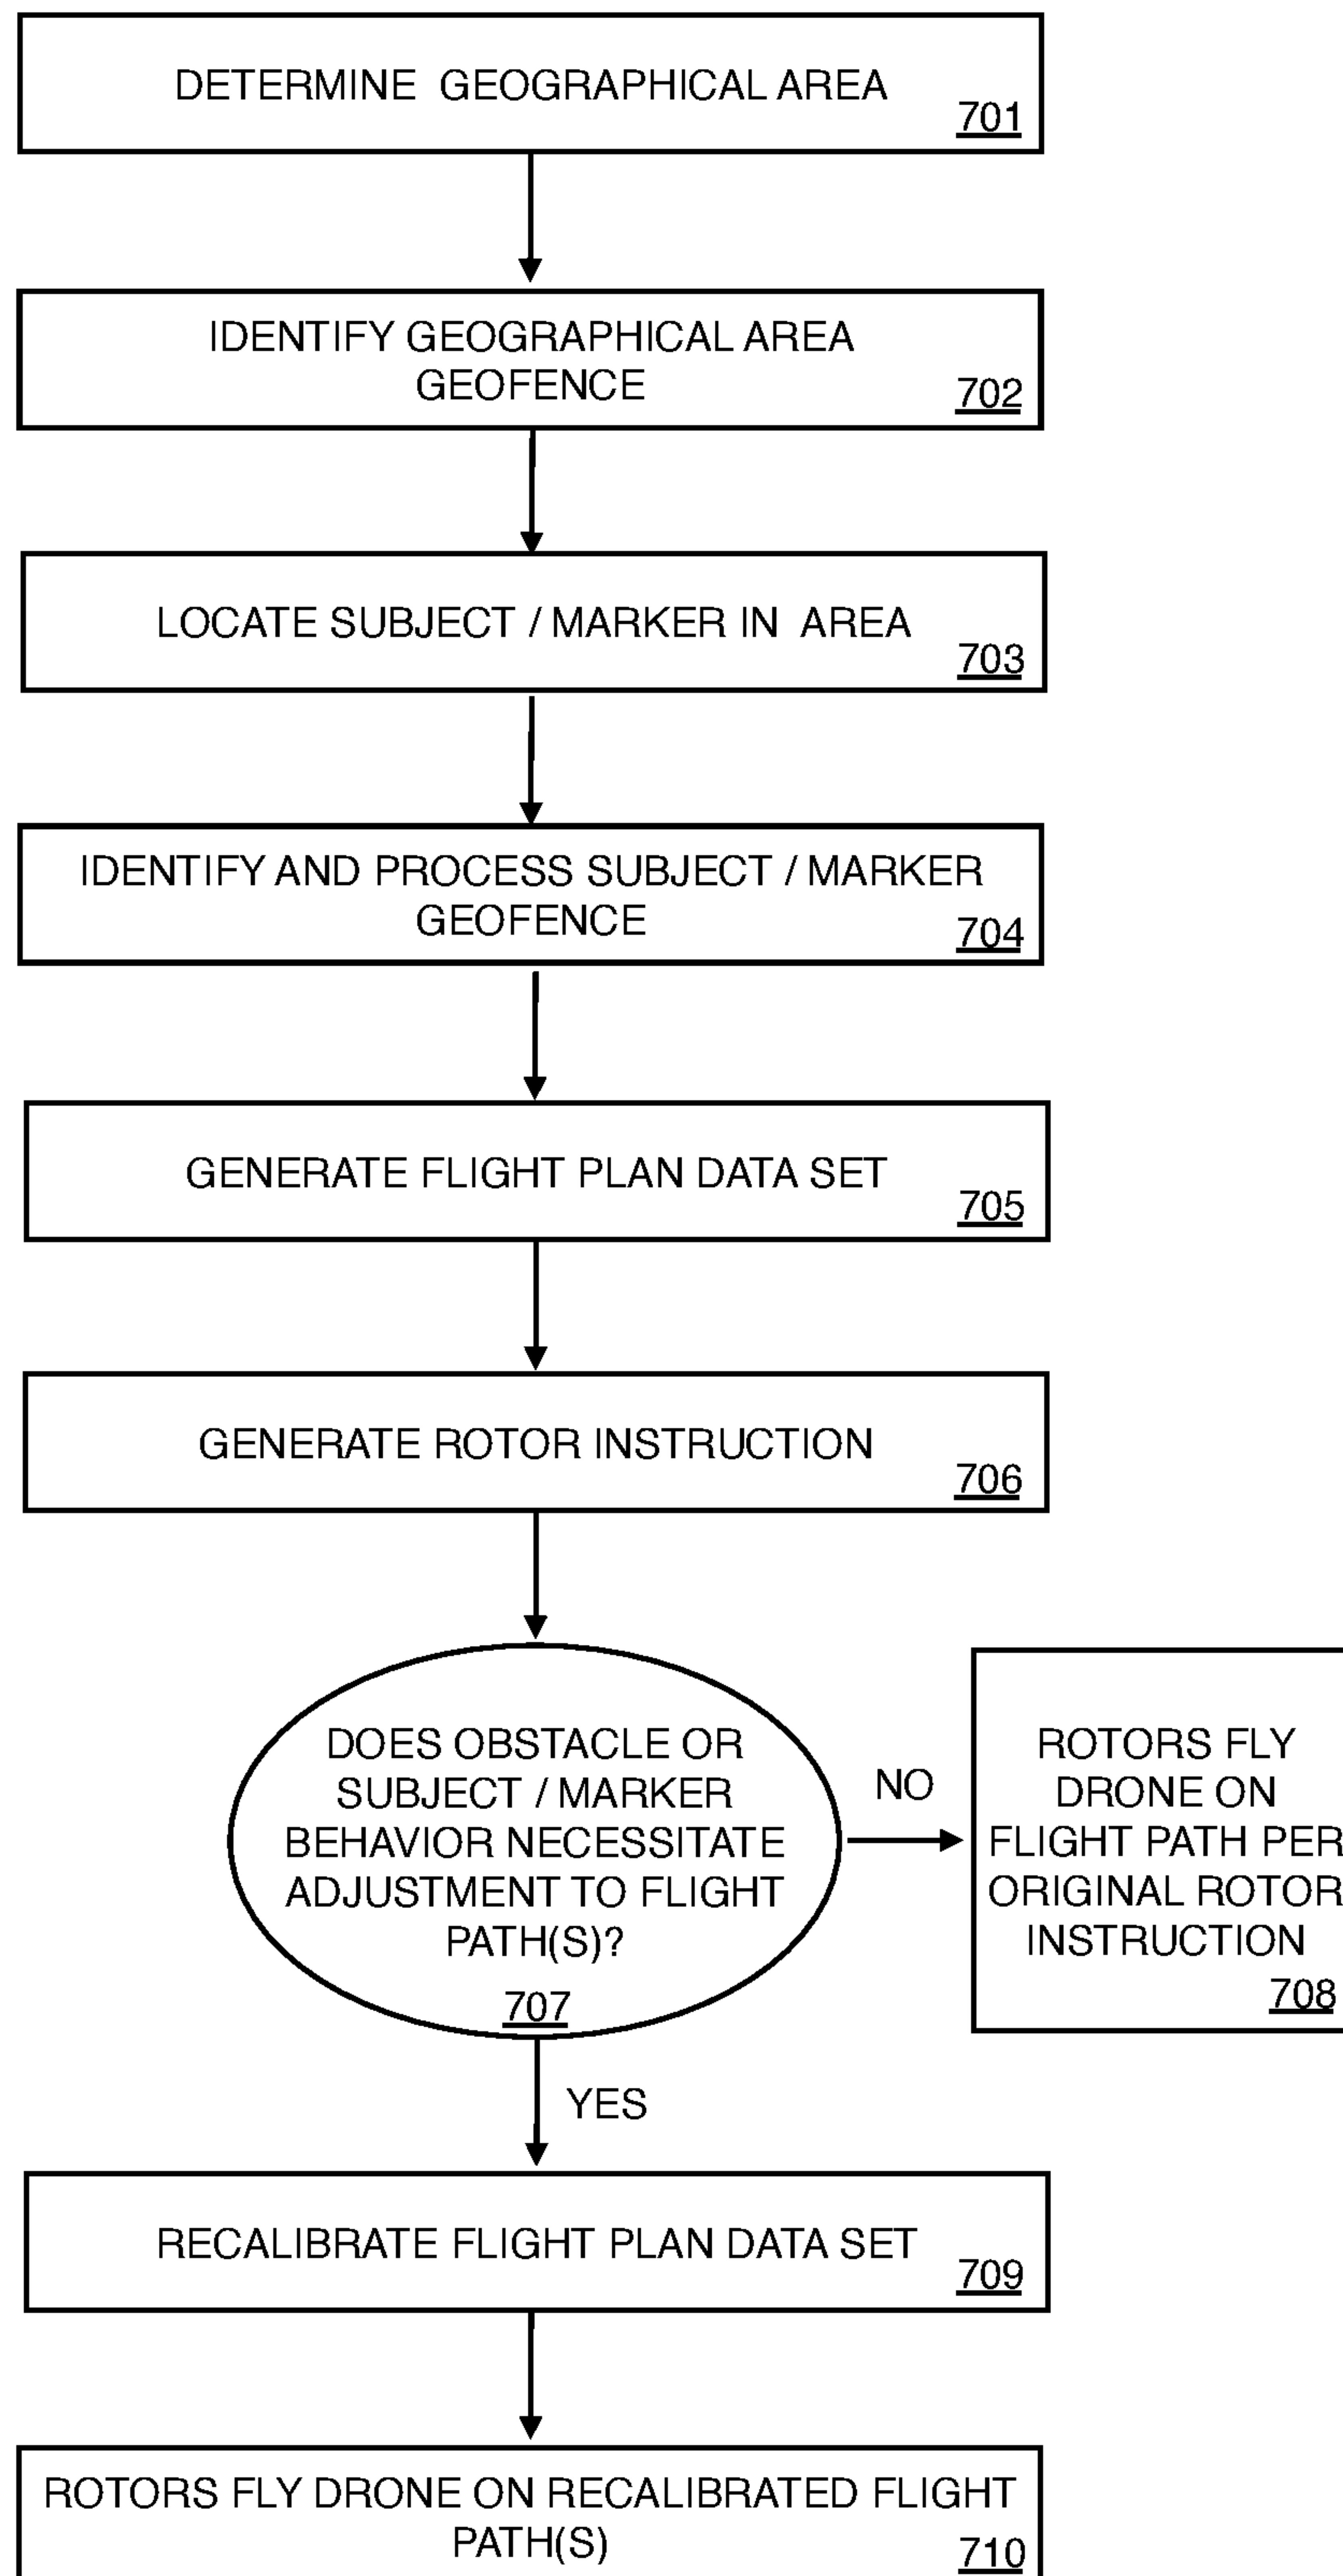 DETERMINE GEOGRAPHICAL AREA
701
IDENTIFY GEOGRAPHICAL AREA
GEOFENCE
702
LOCATE SUBJECT / MARKER IN AREA
703
IDENTIFY AND PROCESS SUBJECT / MARKER
GEOFENCE
704
GENERATE FLIGHT PLAN DATA SET
705
GENERATE ROTOR INSTRUCTION
706
DOES OBSTACLE OR
SUBJECT / MARKER
BEHAVIOR NECESSITATE
ADJUSTMENT TO FLIGHT
PATH(S)?
707
NO
ROTORS FLY
DRONE ON
FLIGHT PATH PER
ORIGINAL ROTOR
INSTRUCTION
708
YES
RECALIBRATE FLIGHT PLAN DATA SET
709
ROTORS FLY DRONE ON RECALIBRATED FLIGHT
PATH(S)
710